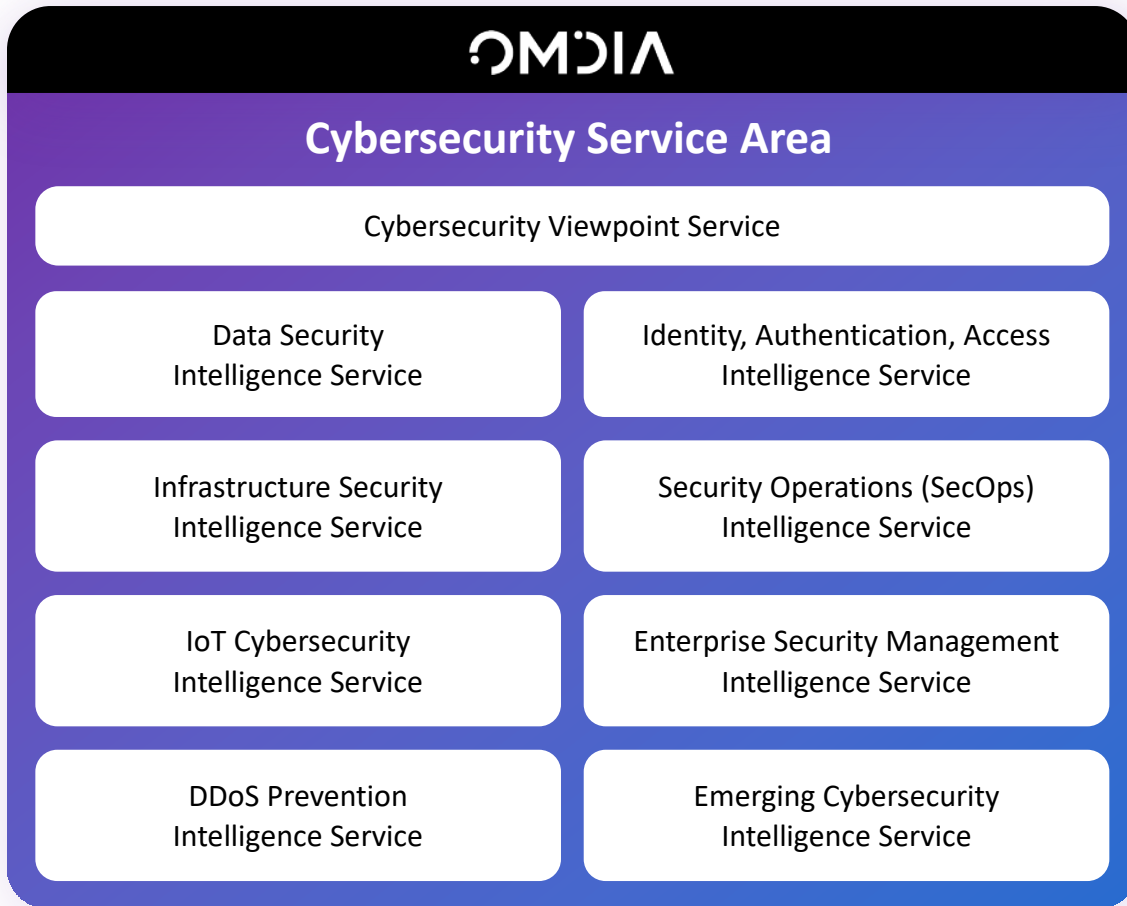 OMDIA
Cybersecurity Service Area
Cybersecurity Viewpoint Service
Data Security
Intelligence Service
Identity, Authentication, Access
Intelligence Service
Infrastructure Security
Intelligence Service
Security Operations (SecOps)
Intelligence Service
IoT Cybersecurity
Intelligence Service
Enterprise Security Management
Intelligence Service
DDoS Prevention
Intelligence Service
Emerging Cybersecurity
Intelligence Service